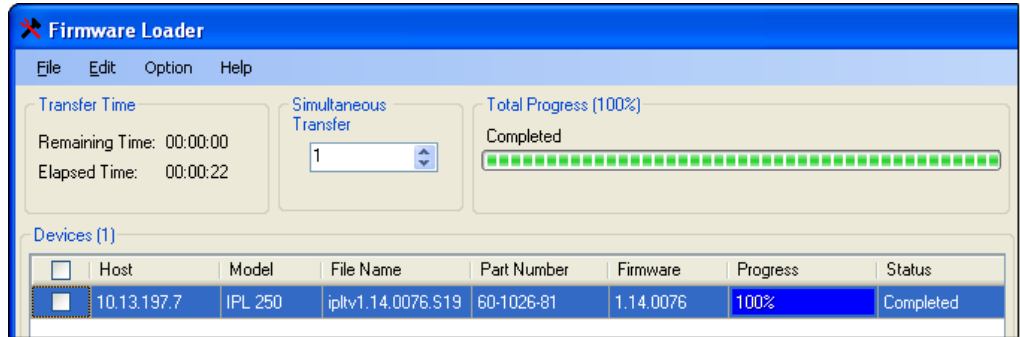 Firmware Loader
File Edit Option Help
Transfer Time
Remaining Time: 00:00:00
Elapsed Time: 00:00:22
Simultaneous
Transfer
1
Total Progress (100%)
Completed
Devices (1)
Host Model File Name Part Number Firmware Progress Status
10.13.197.7 IPL 250 ipltv1.14.0076.S19 60-1026-81 1.14.0076 100% Completed